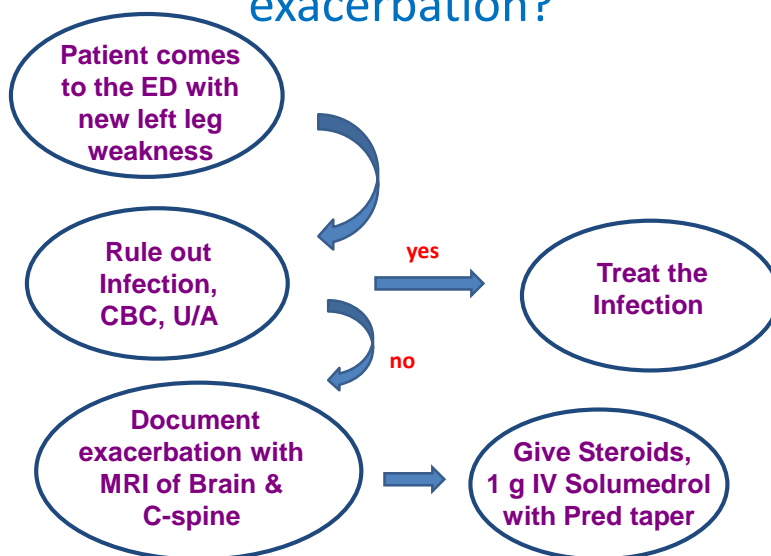 exacerbation?
Patient comes
to the ED with
new left leg
weakness
Rule out
Infection,
CBC, U/A
yes
Treat the
Infection
no
Document
exacerbation with
MRI of Brain &
C-spine
Give Steroids,
1 g IV Solumedrol
with Pred taper